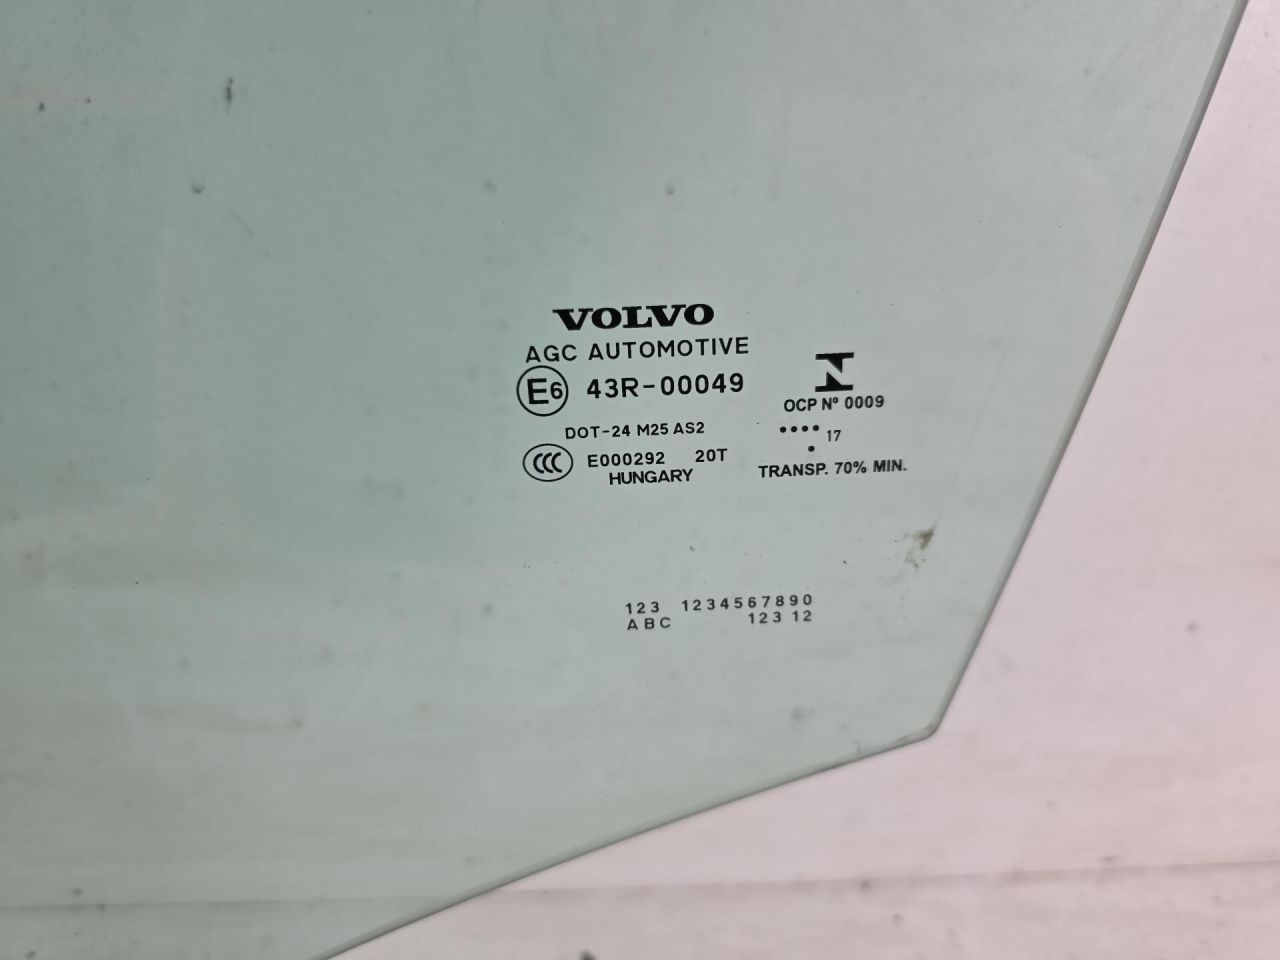 VOLVO
AGC AUTOMOTIVE
E6 43R-00049
DOT-24 M25 AS2
CCC E000292 20T
HUNGARY
N
OCP Nº 0009
•••• 17
•
TRANSP. 70% MIN.
123 1234567890
ABC 123 12